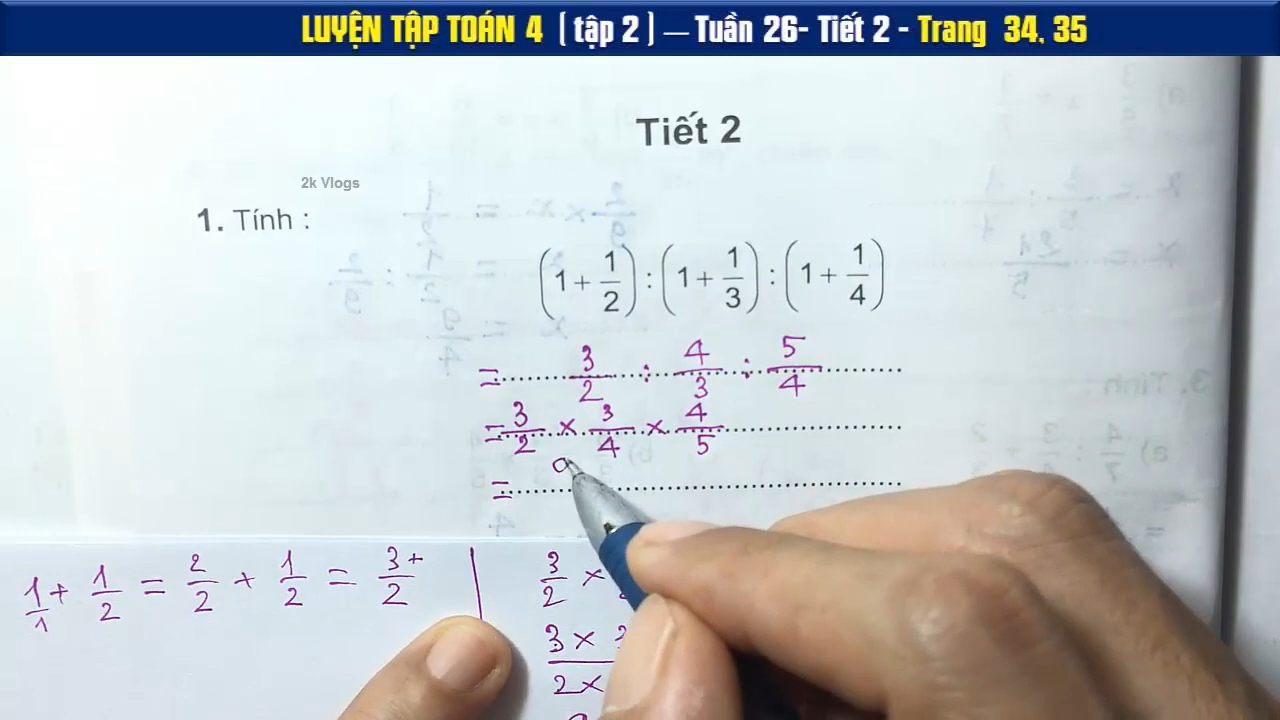 LUYỆN TẬP TOÁN 4 ( tập 2 ) — Tuần 26- Tiết 2 - Trang 34, 35
Tiết 2
2k Vlogs
1. Tính :
(1 + 1/2) : (1 + 1/3) : (1 + 1/4)
= 3/2 : 4/3 : 5/4
= 3/2 × 3/4 × 4/5
=
1/1 + 1/2 = 2/2 + 1/2 = 3/2
3/2 ×
3 ×
2×